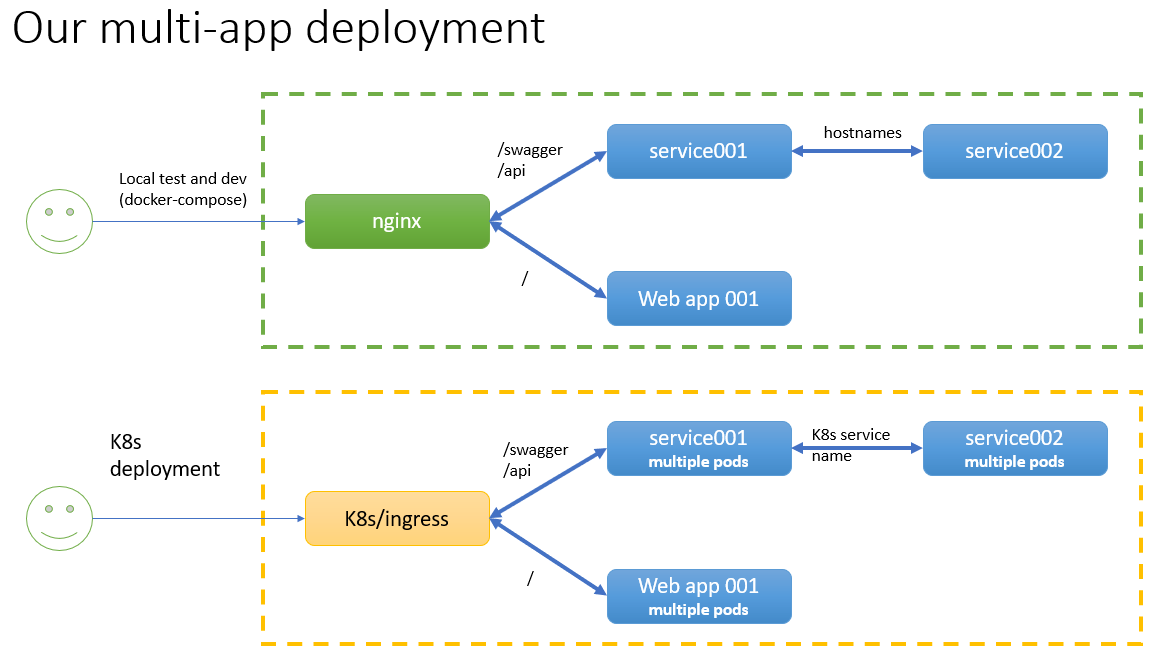 Our multi-app deployment
Local test and dev
(docker-compose)
nginx
/swagger
/api
/
service001
hostnames
service002
Web app 001
K8s
deployment
K8s/ingress
/swagger
/api
/
service001
multiple pods
K8s service
name
service002
multiple pods
Web app 001
multiple pods